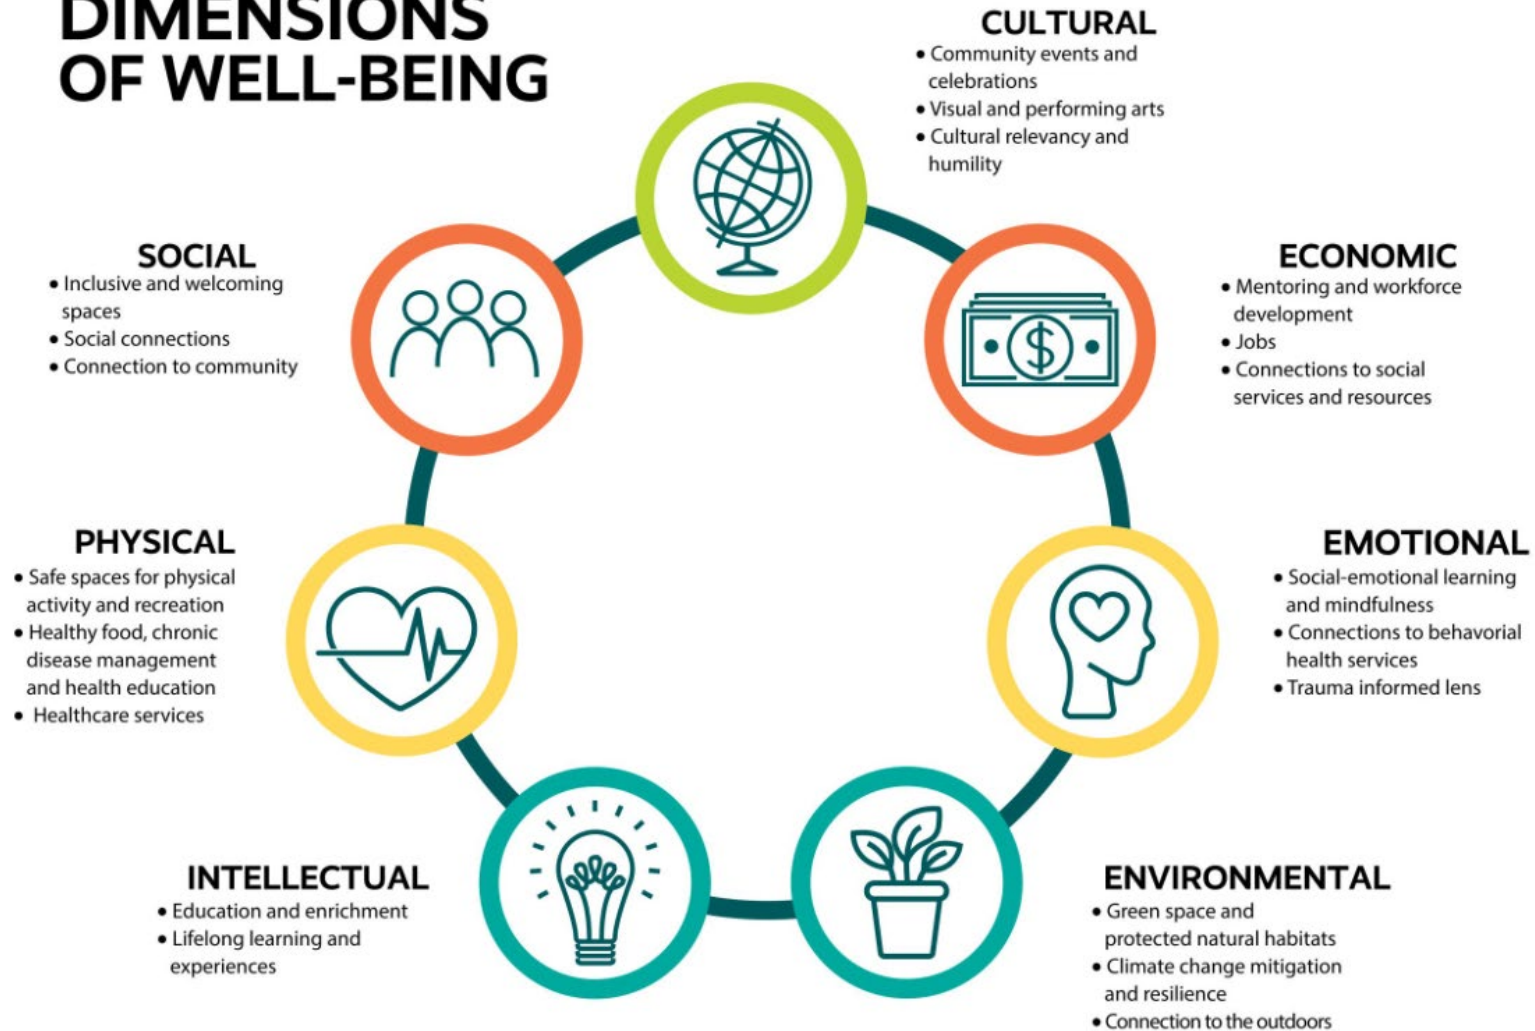 DIMENSIONS
OF WELL-BEING
CULTURAL
• Community events and
celebrations
• Visual and performing arts
• Cultural relevancy and
humility
SOCIAL
• Inclusive and welcoming
spaces
• Social connections
• Connection to community
ECONOMIC
• Mentoring and workforce
development
• Jobs
• Connections to social
services and resources
$
PHYSICAL
• Safe spaces for physical
activity and recreation
• Healthy food, chronic
disease management
and health education
• Healthcare services
EMOTIONAL
• Social-emotional learning
and mindfulness
• Connections to behavorial
health services
• Trauma informed lens
INTELLECTUAL
• Education and enrichment
• Lifelong learning and
experiences
ENVIRONMENTAL
• Green space and
protected natural habitats
• Climate change mitigation
and resilience
• Connection to the outdoors